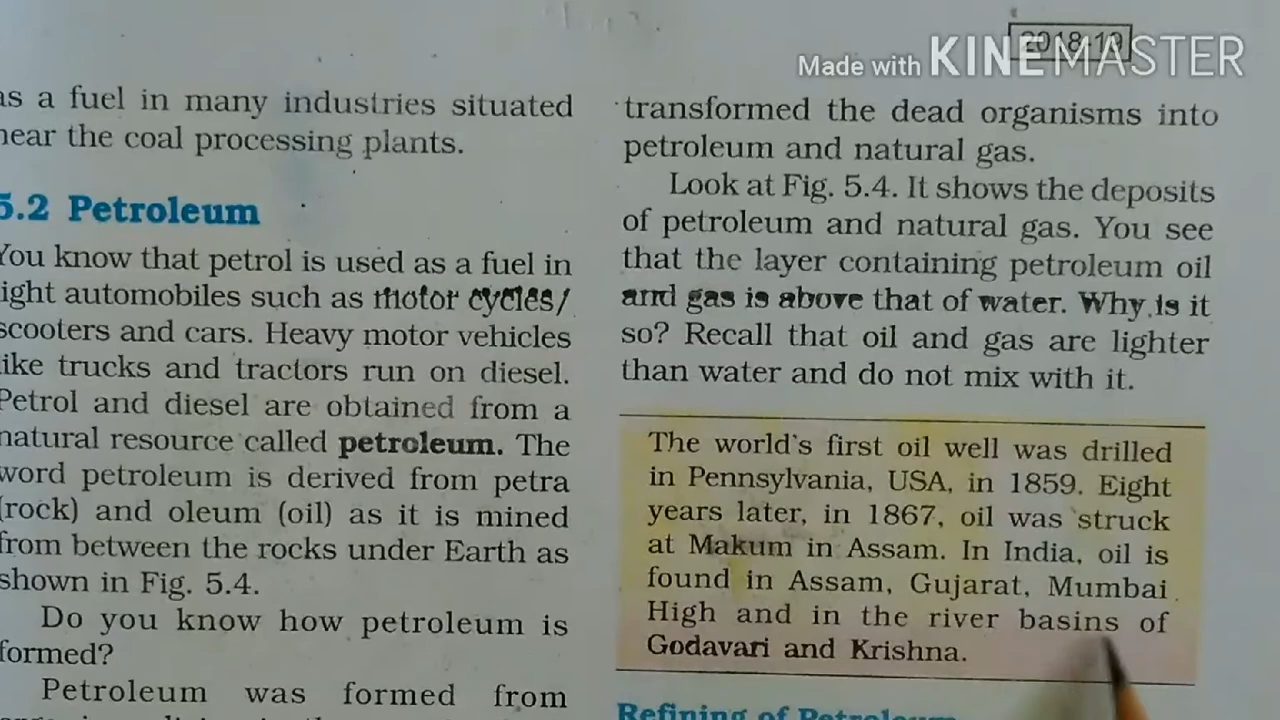 2018-19
Made with KINEMASTER
as a fuel in many industries situated
near the coal processing plants.
5.2 Petroleum
You know that petrol is used as a fuel in
light automobiles such as motor cycles/
scooters and cars. Heavy motor vehicles
like trucks and tractors run on diesel.
Petrol and diesel are obtained from a
natural resource called petroleum. The
word petroleum is derived from petra
(rock) and oleum (oil) as it is mined
from between the rocks under Earth as
shown in Fig. 5.4.
Do you know how petroleum is
formed?
Petroleum was formed from
transformed the dead organisms into
petroleum and natural gas.
Look at Fig. 5.4. It shows the deposits
of petroleum and natural gas. You see
that the layer containing petroleum oil
and gas is above that of water. Why is it
so? Recall that oil and gas are lighter
than water and do not mix with it.
The world's first oil well was drilled
in Pennsylvania, USA, in 1859. Eight
years later, in 1867, oil was struck
at Makum in Assam. In India, oil is
found in Assam, Gujarat, Mumbai
High and in the river basins of
Godavari and Krishna.
Refining of Petroleum